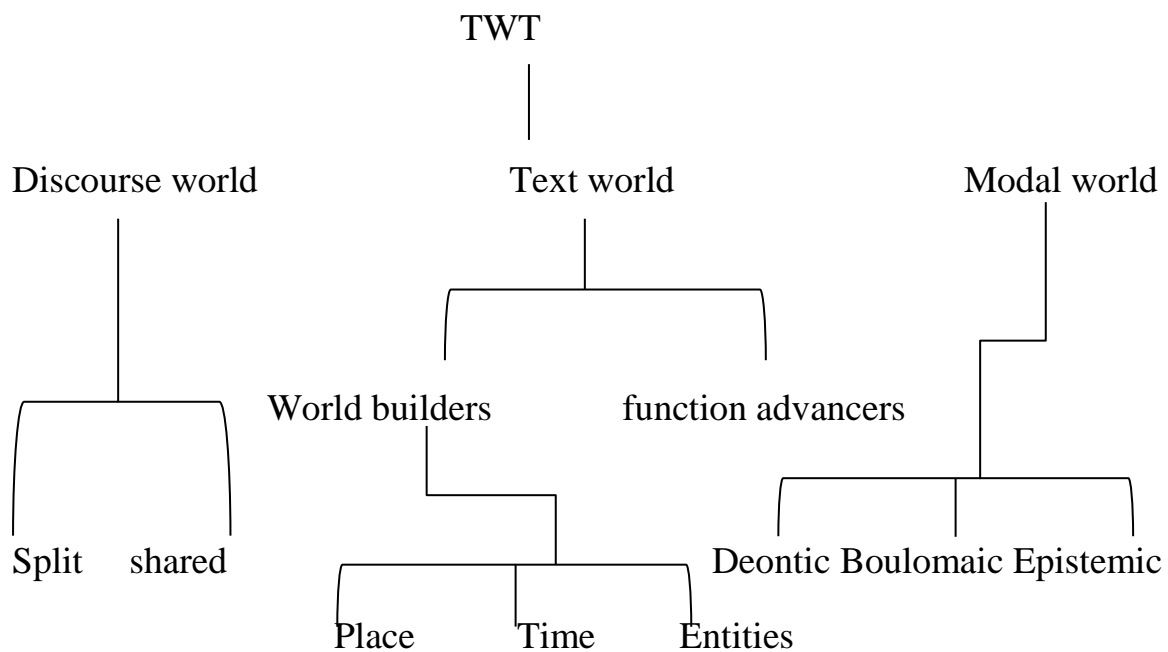 TWT
Discourse world Text world Modal world
World builders function advancers
Split shared Deontic Boulomaic Epistemic
Place Time Entities